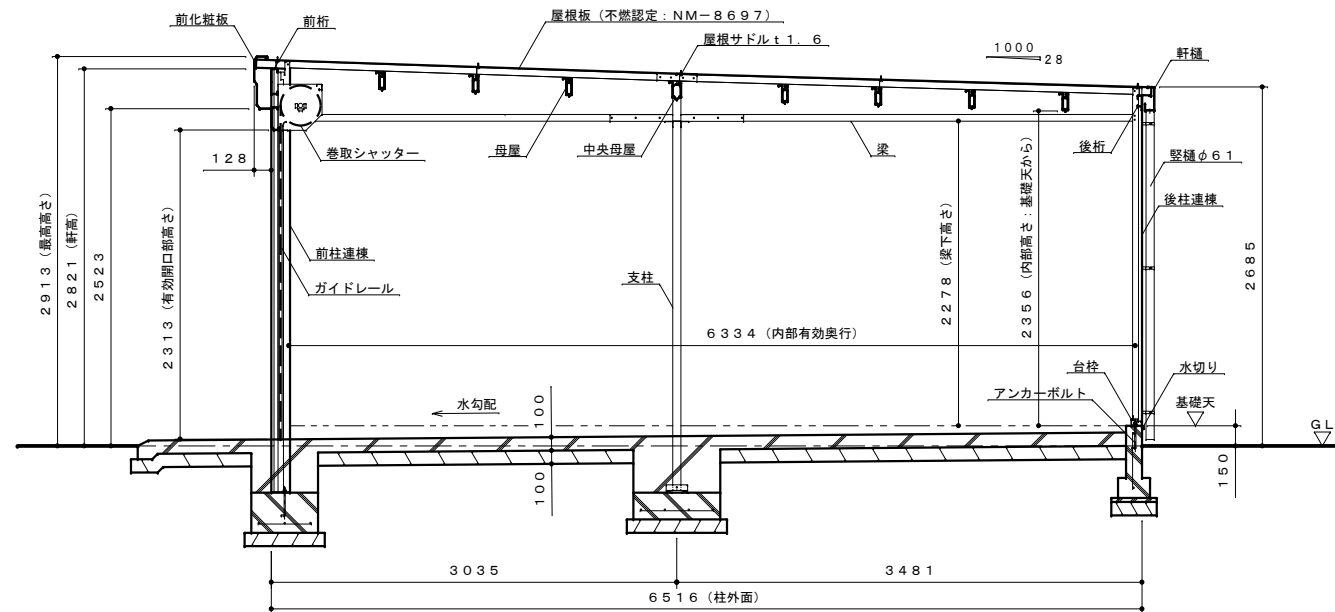 前化粧板
前桁
屋根板（不燃認定：ＮＭ－８６９７）
屋根サドルｔ１．６
１０００
２８
軒樋
巻取シャッター
母屋
中央母屋
梁
後桁
竪樋φ６１
後柱連棟
１２８
２９１３（最高高さ）
２８２１（軒高）
２５２３
２３１３（有効開口部高さ）
前柱連棟
ガイドレール
支柱
２２７８（梁下高さ）
２３５６（内部高さ：基礎天から）
２６８５
６３３４（内部有効奥行）
台枠
水切り
アンカーボルト
基礎天
水勾配
１００
１００
ＧＬ
１５０
３０３５
３４８１
６５１６（柱外面）